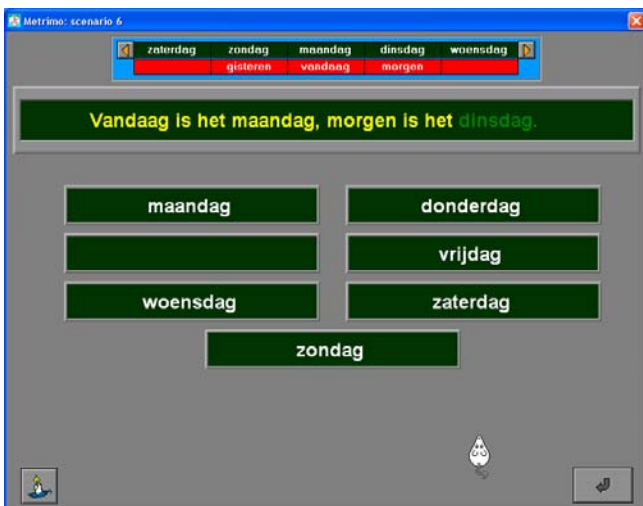 Metrimo: scenario 6
zaterdag zondag maandag dinsdag woensdag
gisteren vandaag morgen
Vandaag is het maandag, morgen is het dinsdag.
maandag donderdag
vrijdag
woensdag zaterdag
zondag